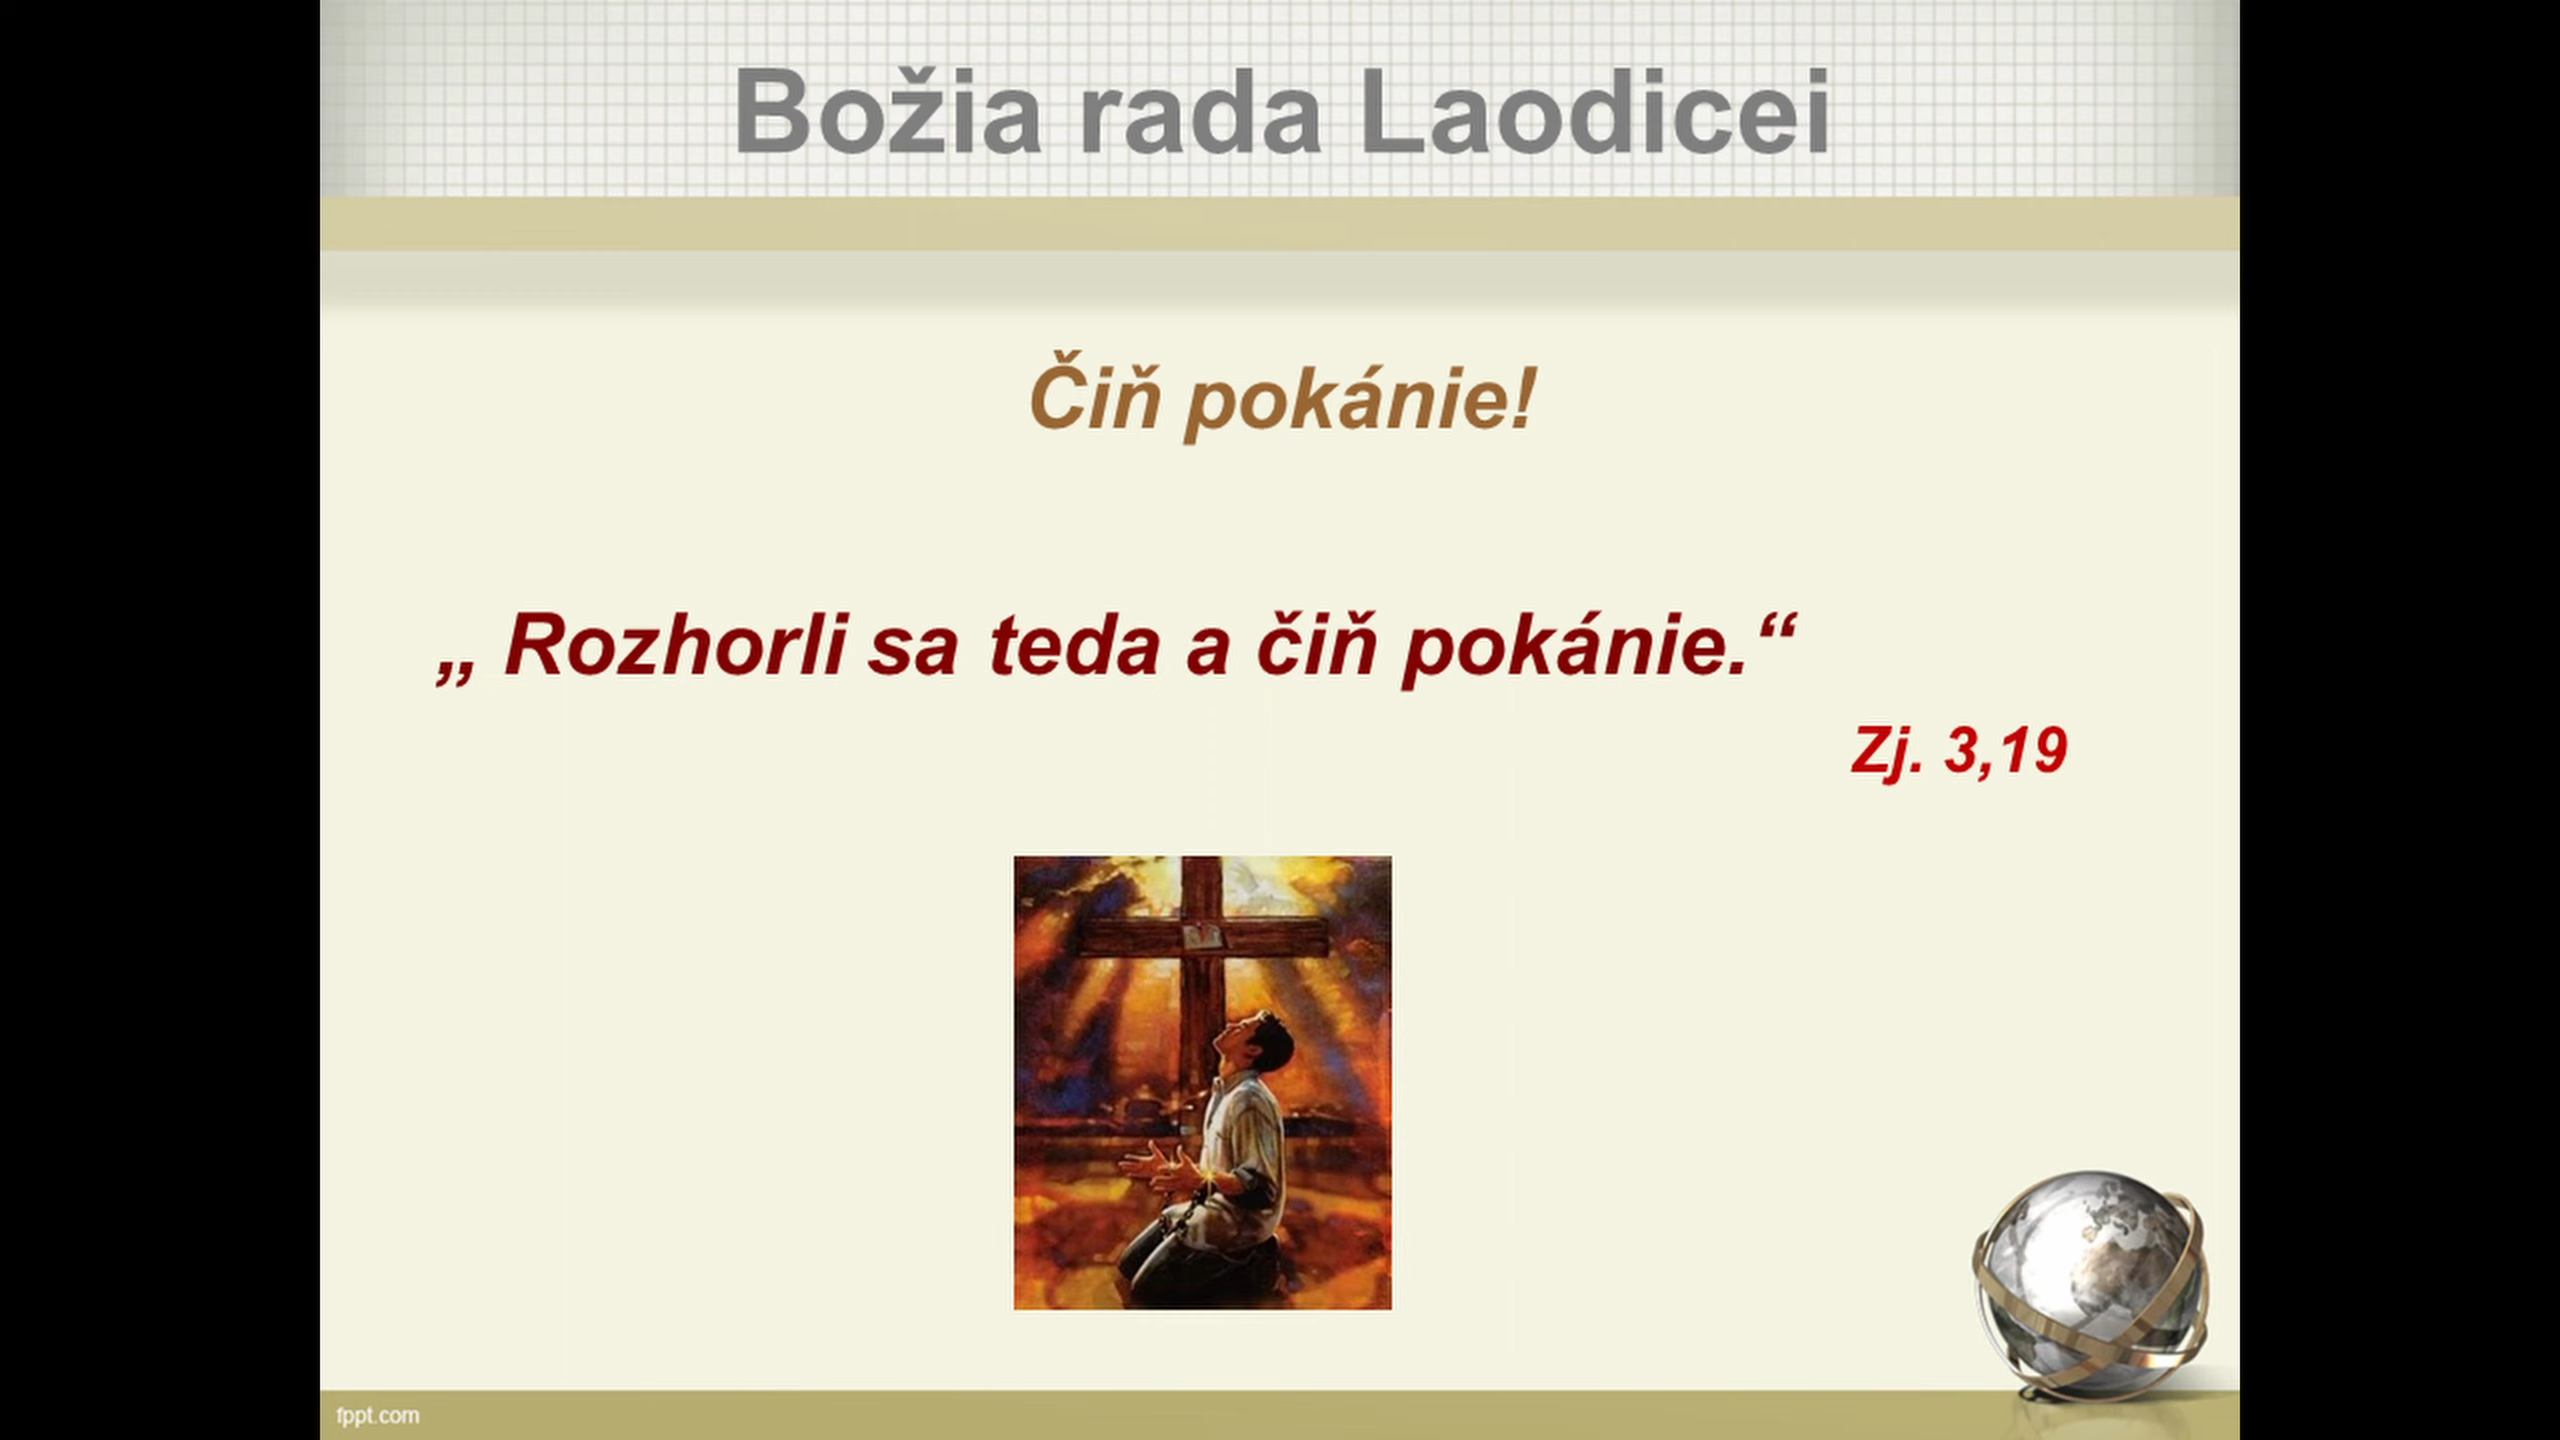 Božia rada Laodicei
Čiň pokánie!
„ Rozhorli sa teda a čiň pokánie.“
Zj. 3,19
fppt.com